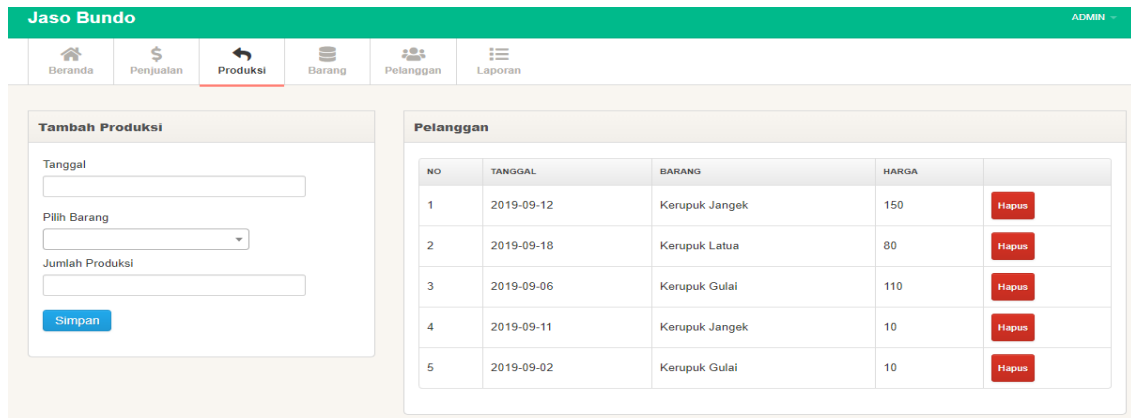 Jaso Bundo
ADMIN
Beranda
Penjualan
Produksi
Barang
Pelanggan
Laporan
Tambah Produksi
Tanggal
Pilih Barang
Jumlah Produksi
Simpan
Pelanggan
NO TANGGAL BARANG HARGA
1 2019-09-12 Kerupuk Jangek 150 Hapus
2 2019-09-18 Kerupuk Latua 80 Hapus
3 2019-09-06 Kerupuk Gulai 110 Hapus
4 2019-09-11 Kerupuk Jangek 10 Hapus
5 2019-09-02 Kerupuk Gulai 10 Hapus